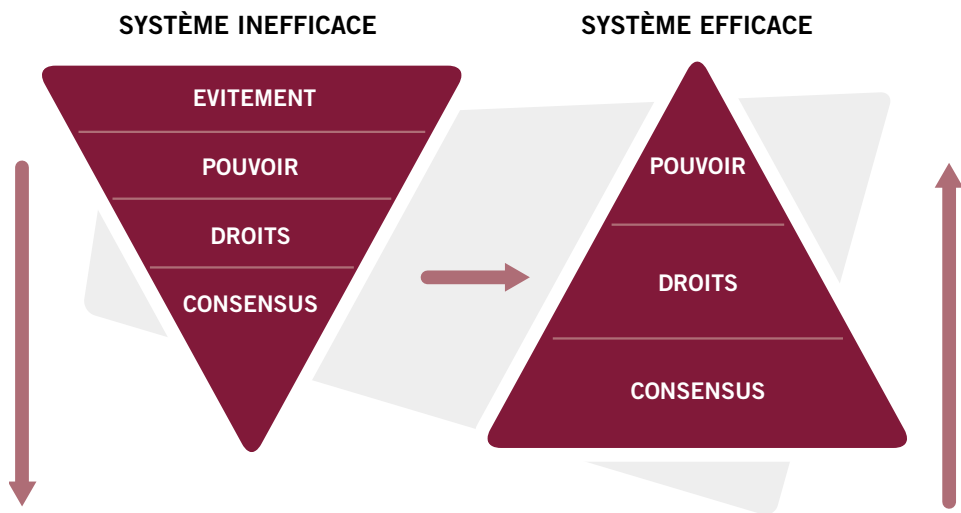 SYSTÈME INEFFICACE
EVITEMENT
POUVOIR
DROITS
CONSENSUS
SYSTÈME EFFICACE
POUVOIR
DROITS
CONSENSUS